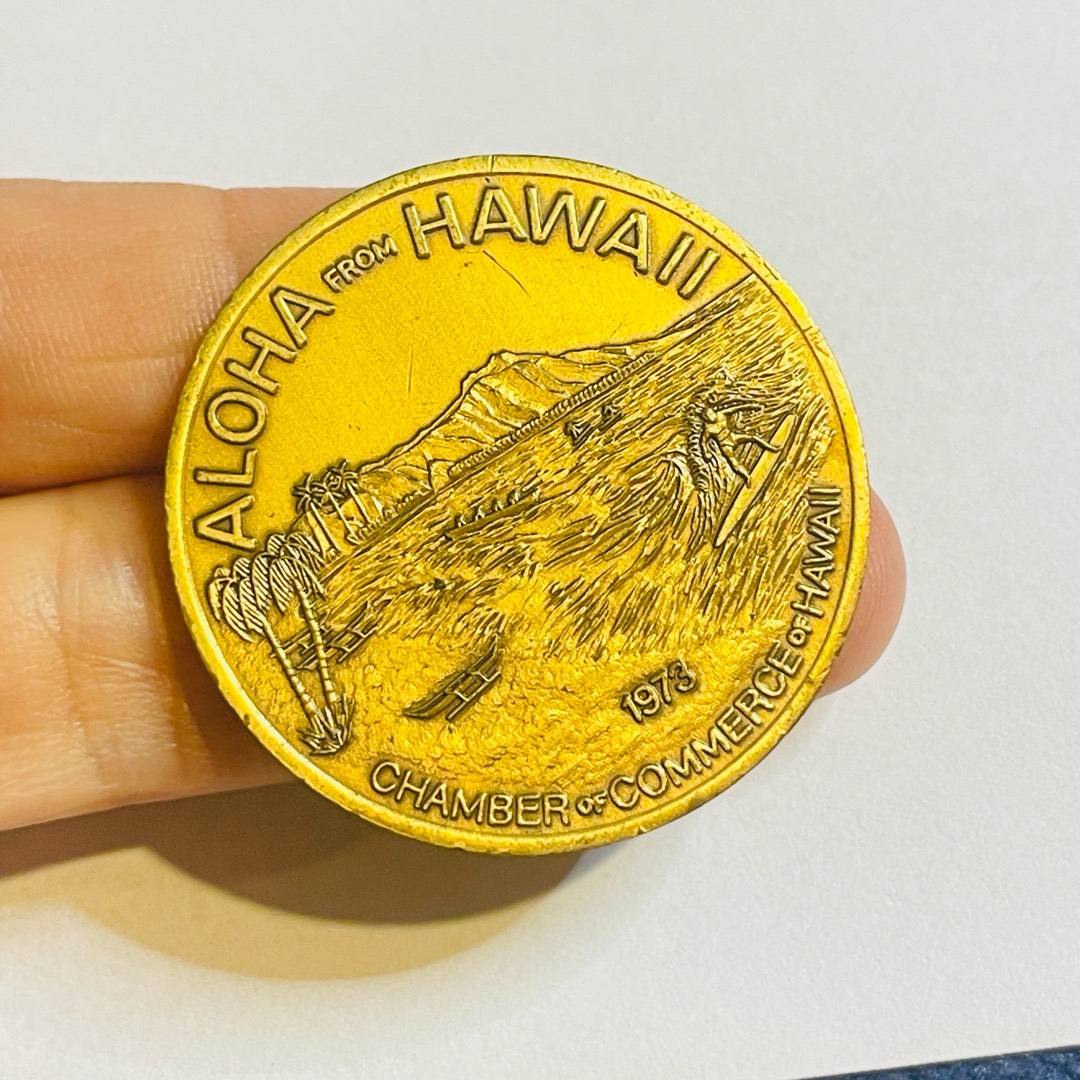 ALOHA FROM HAWAII
1973
CHAMBER OF COMMERCE OF HAWAII